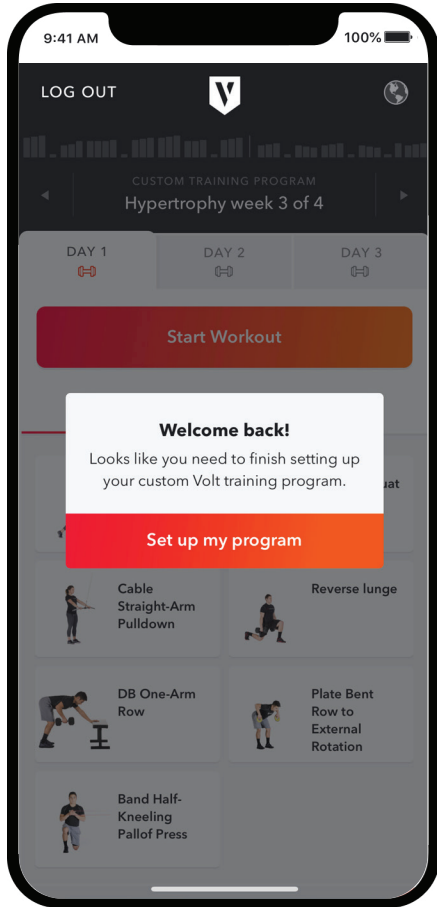 9:41 AM
100%
LOG OUT
V
CUSTOM TRAINING PROGRAM
Hypertrophy week 3 of 4
DAY 1
DAY 2
DAY 3
Start Workout
Welcome back!
Looks like you need to finish setting up
your custom Volt training program.
uat
Set up my program
Cable
Straight-Arm
Pulldown
Reverse lunge
DB One-Arm
Row
Plate Bent
Row to
External
Rotation
Band Half-
Kneeling
Pallof Press